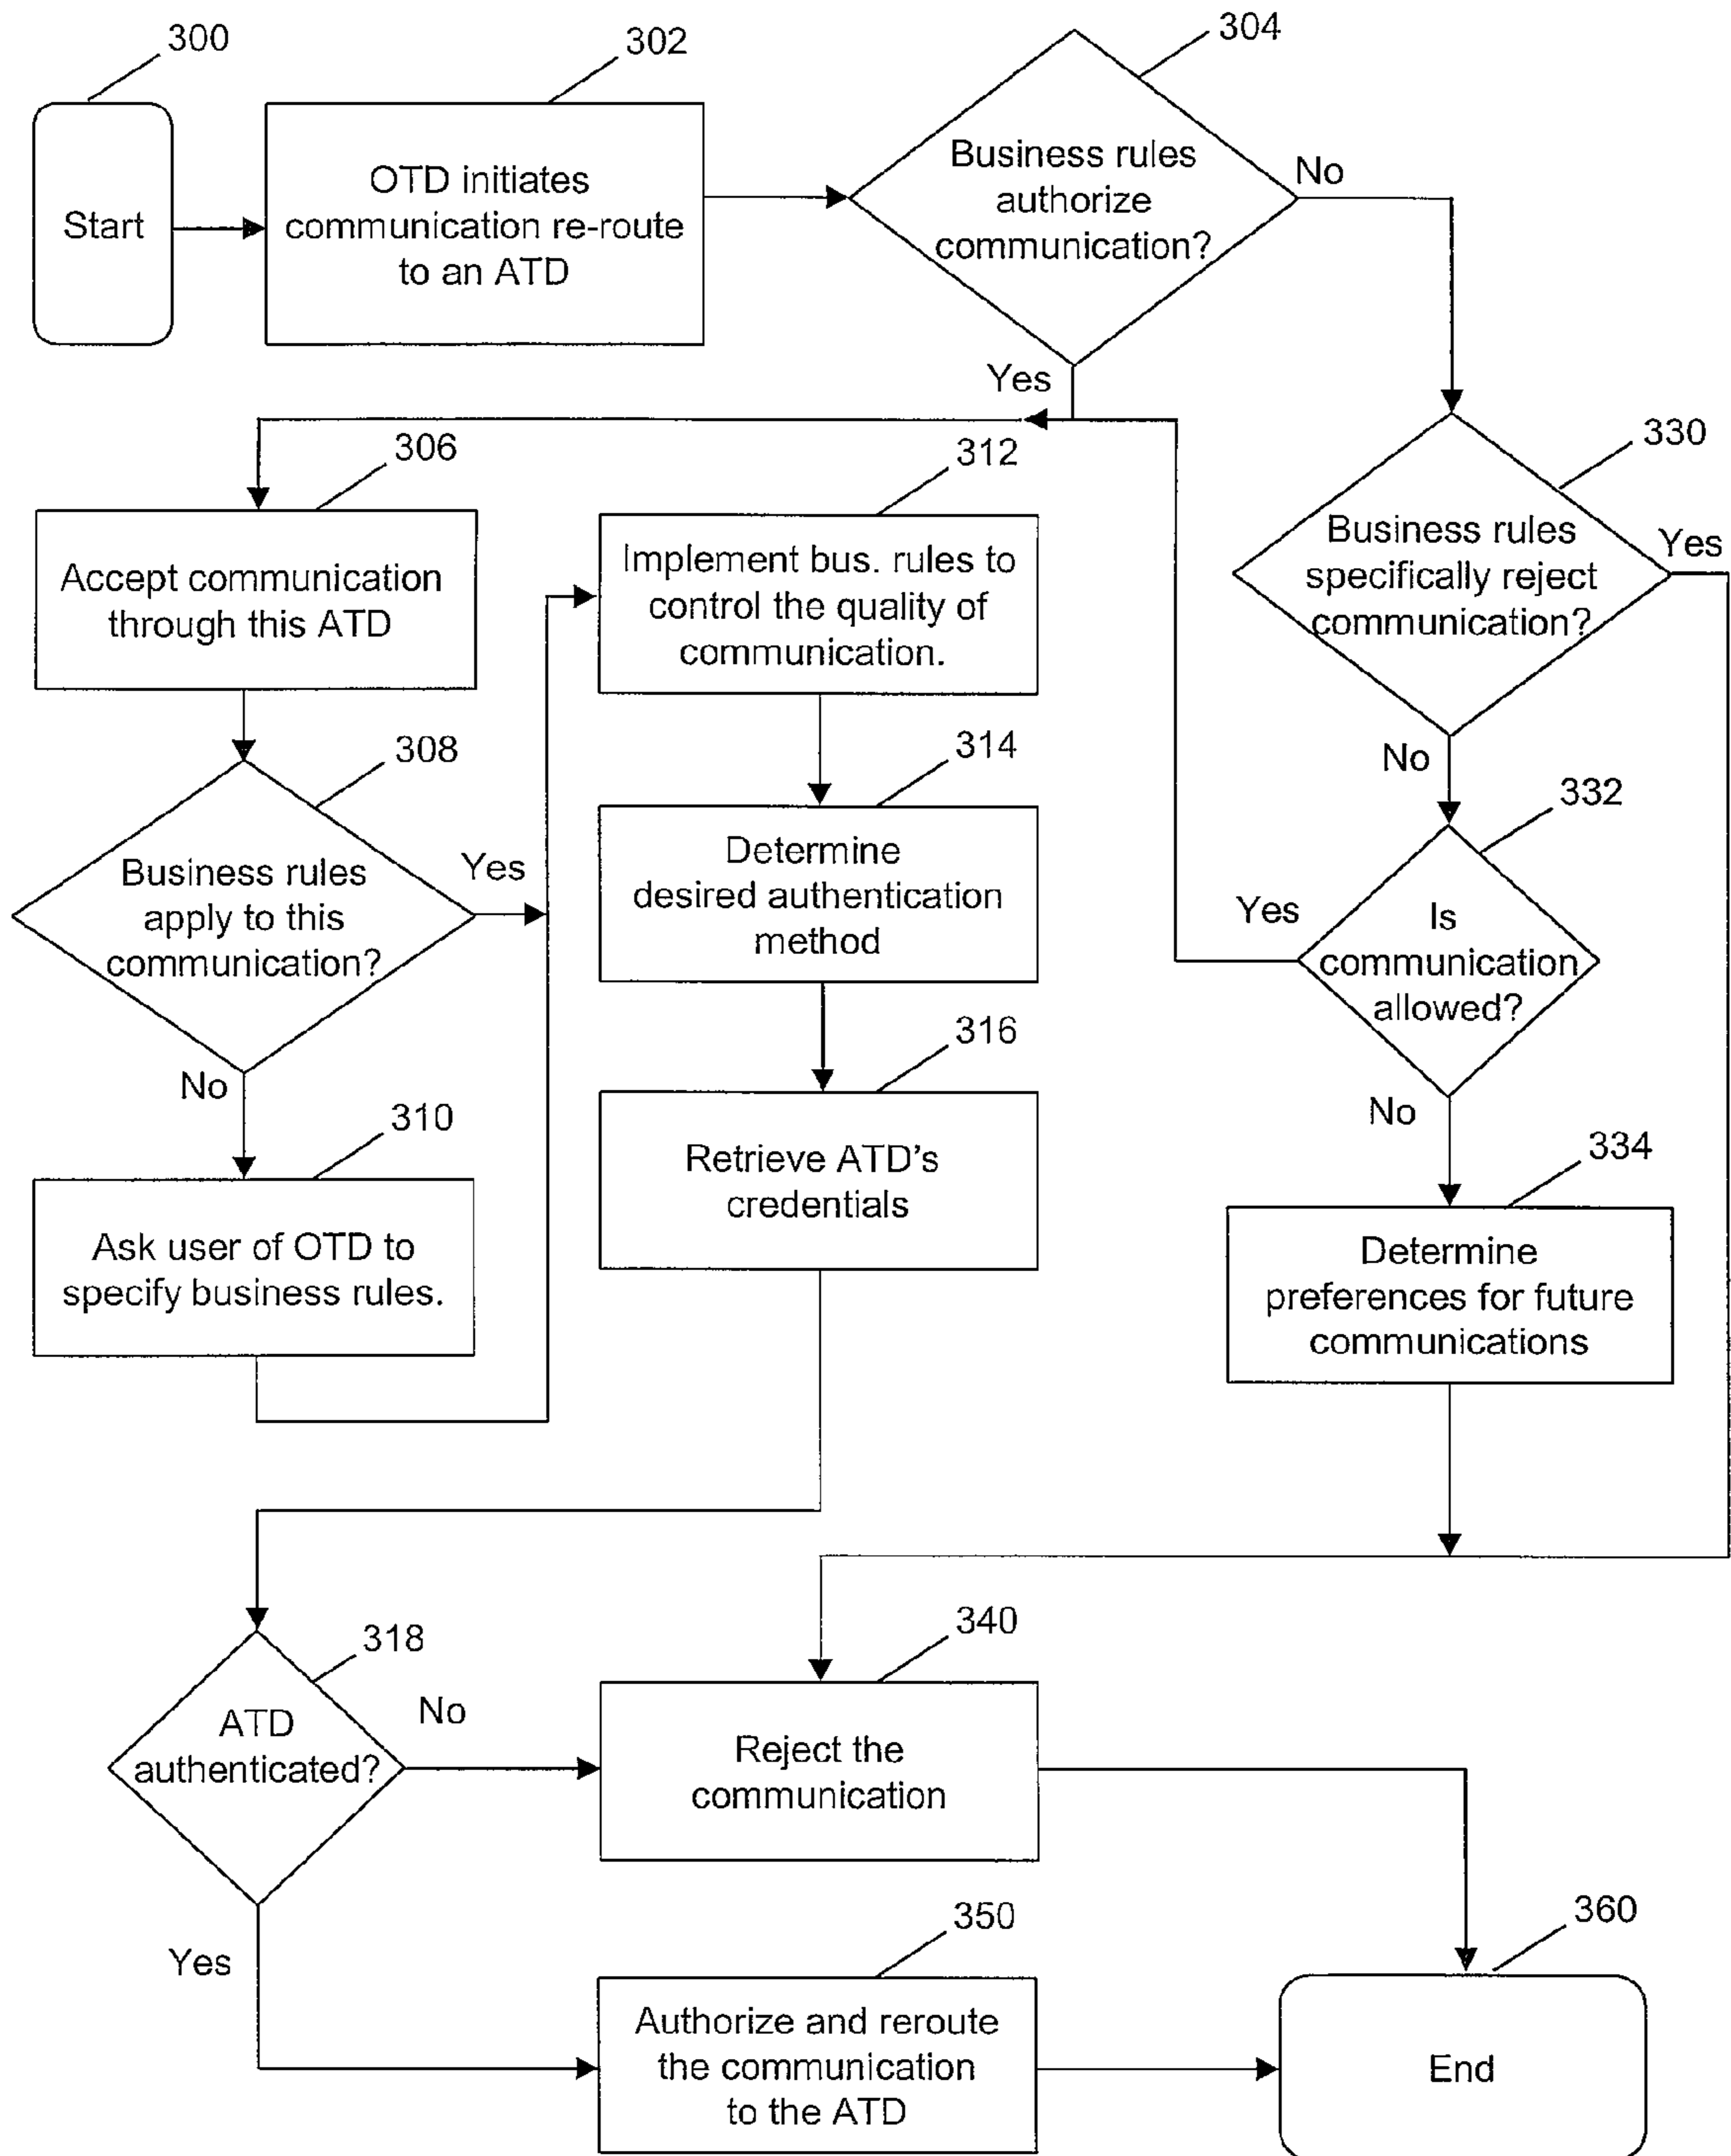 300
302
304
Start
OTD initiates
communication re-route
to an ATD
Business rules
authorize
communication?
No
Yes
306
Accept communication
through this ATD
312
Implement bus. rules to
control the quality of
communication.
330
Business rules
specifically reject
communication?
Yes
No
308
Business rules
apply to this
communication?
Yes
No
314
Determine
desired authentication
method
332
Is
communication
allowed?
Yes
No
310
Ask user of OTD to
specify business rules.
316
Retrieve ATD's
credentials
334
Determine
preferences for future
communications
318
ATD
authenticated?
No
Yes
340
Reject the
communication
350
Authorize and reroute
the communication
to the ATD
360
End